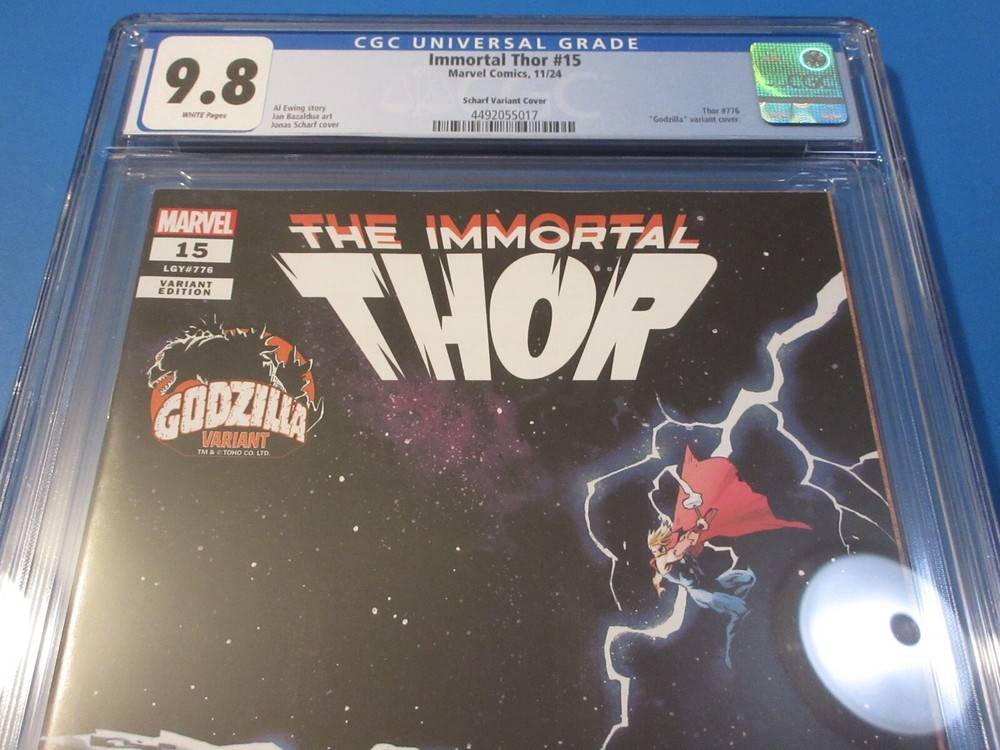 CGC UNIVERSAL GRADE
9.8
WHITE Pages
Immortal Thor #15
Marvel Comics, 11/24
Scharf Variant Cover
4492055017
Al Ewing story
Jan Bazaldua art
Jonas Scharf cover
Thor #776
"Godzilla" variant cover.
CGC
MARVEL
15
LGY#776
VARIANT
EDITION
THE IMMORTAL
THOR
GODZILLA
VARIANT
TM & © TOHO CO. LTD.